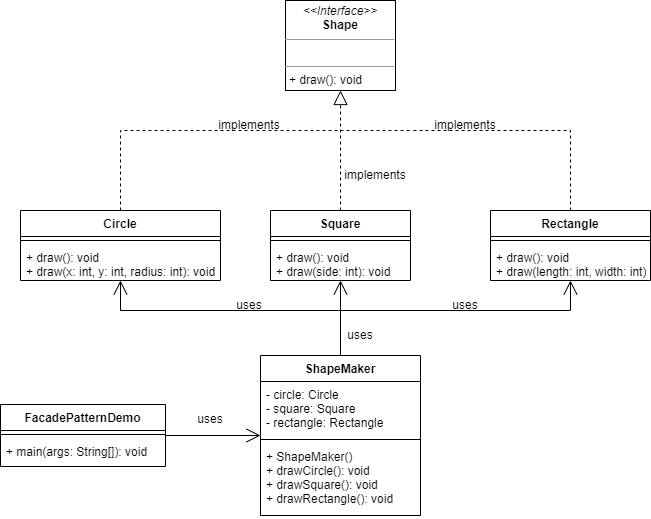 <<Interface>>
Shape
+ draw(): void
implements
implements
implements
Circle
+ draw(): void
+ draw(x: int, y: int, radius: int): void
Square
+ draw(): void
+ draw(side: int): void
Rectangle
+ draw(): void
+ draw(length: int, width: int)
uses
uses
uses
ShapeMaker
- circle: Circle
- square: Square
- rectangle: Rectangle
+ ShapeMaker()
+ drawCircle(): void
+ drawSquare(): void
+ drawRectangle(): void
FacadePatternDemo
+ main(args: String[]): void
uses